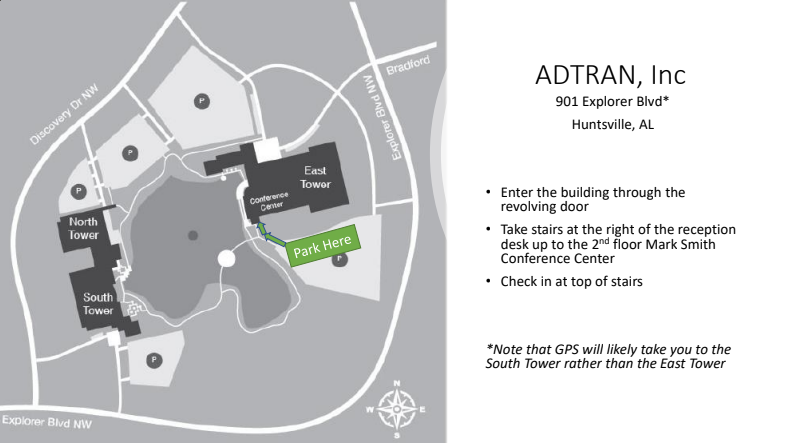 Discovery Dr NW
Explorer Blvd NW
Bradford
P
P
P
East
Tower
Conference
Center
North
Tower
Park Here
P
South
Tower
P
N
W
E
S
Explorer Blvd NW
ADTRAN, Inc
901 Explorer Blvd*
Huntsville, AL
• Enter the building through the
revolving door
• Take stairs at the right of the reception
desk up to the 2nd floor Mark Smith
Conference Center
• Check in at top of stairs
*Note that GPS will likely take you to the
South Tower rather than the East Tower